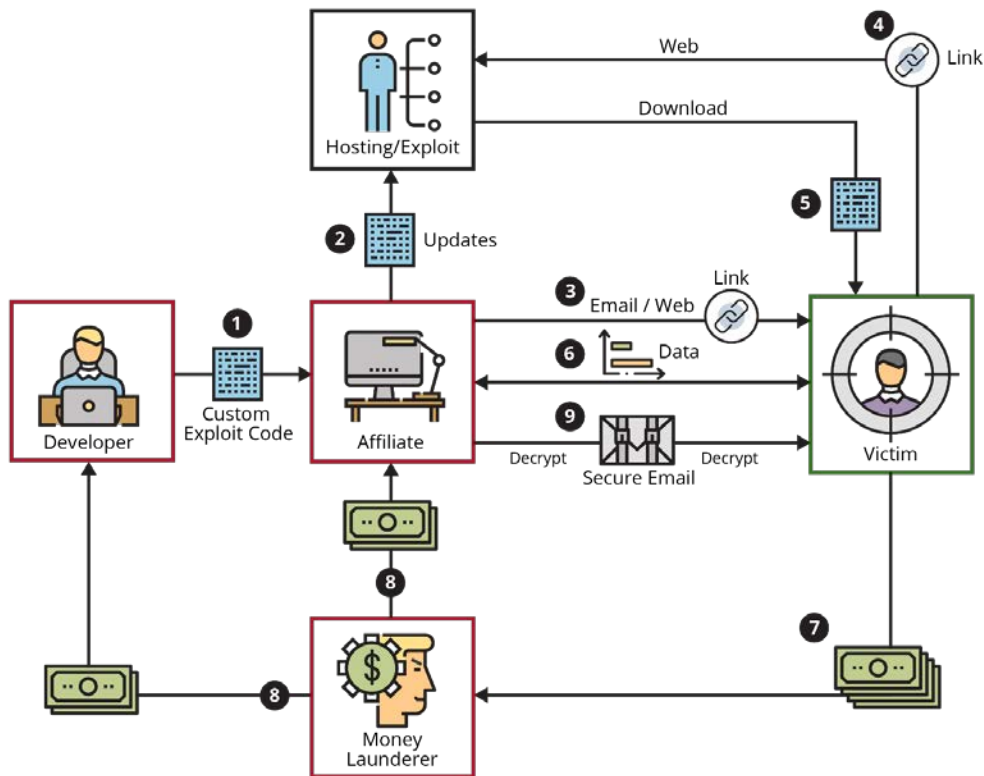 4
Web
Link
Download
Hosting/Exploit
5
2
Updates
Link
3
Email / Web
1
6
Data
Custom
Exploit Code
9
Developer
Affiliate
Decrypt
Decrypt
Victim
Secure Email
8
7
$
8
Money
Launderer